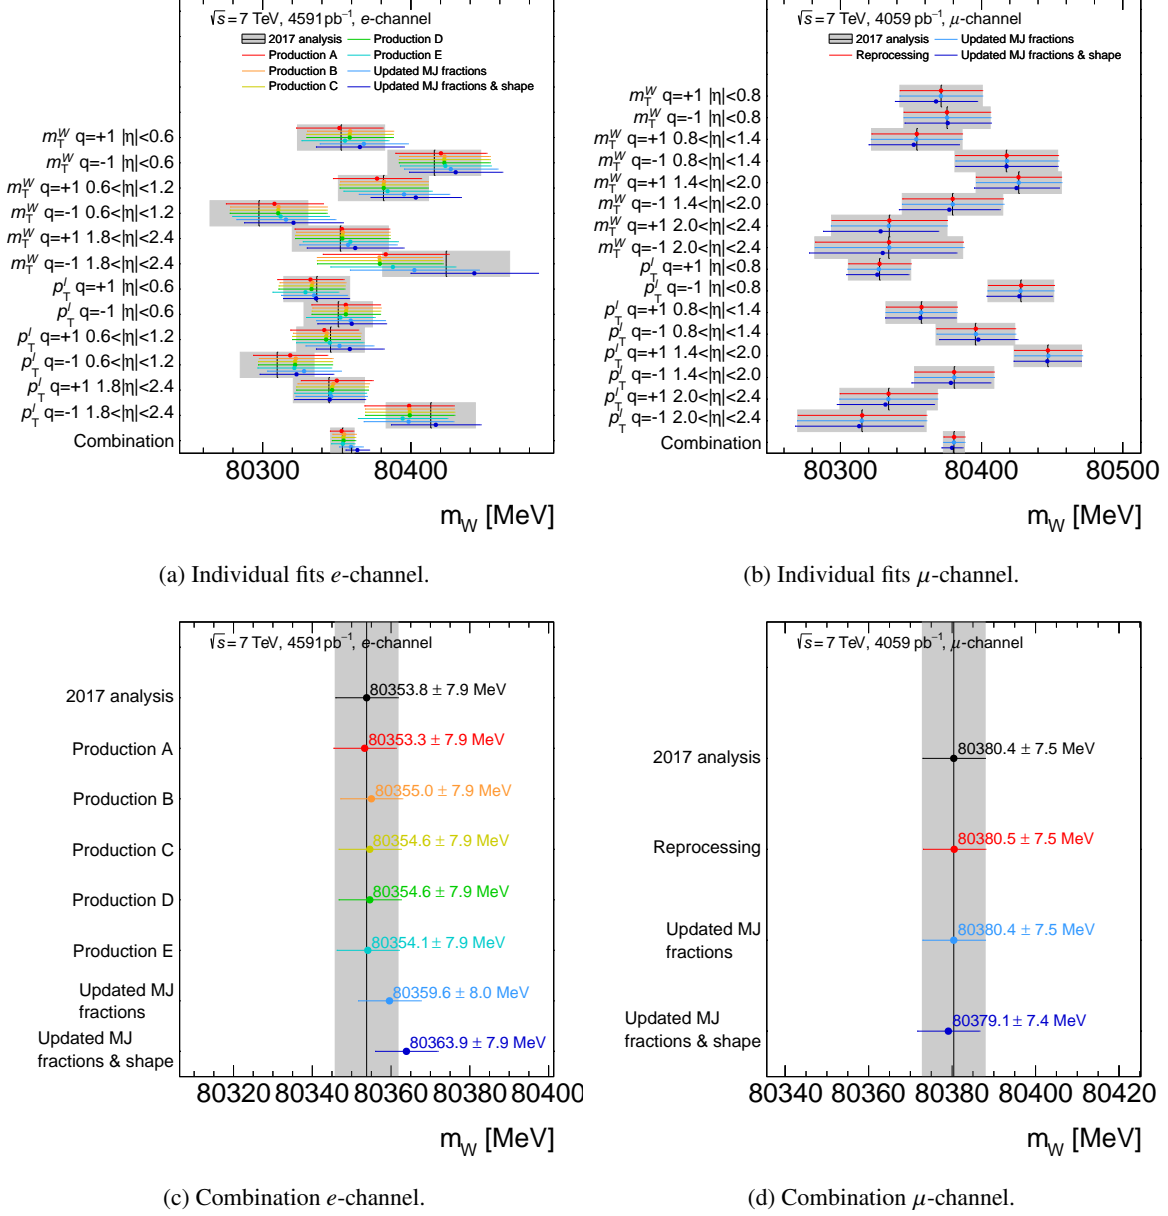 √s = 7 TeV, 4591 pb⁻¹, e-channel
2017 analysis
Production A
Production B
Production C
Production D
Production E
Updated MJ fractions
Updated MJ fractions & shape
m_T^W q=+1 |η|<0.6
m_T^W q=-1 |η|<0.6
m_T^W q=+1 0.6<|η|<1.2
m_T^W q=-1 0.6<|η|<1.2
m_T^W q=+1 1.8<|η|<2.4
m_T^W q=-1 1.8<|η|<2.4
p_T^l q=+1 |η|<0.6
p_T^l q=-1 |η|<0.6
p_T^l q=+1 0.6<|η|<1.2
p_T^l q=-1 0.6<|η|<1.2
p_T^l q=+1 1.8<|η|<2.4
p_T^l q=-1 1.8<|η|<2.4
Combination
80300 80400
m_W [MeV]
(a) Individual fits e-channel.
√s = 7 TeV, 4059 pb⁻¹, μ-channel
2017 analysis
Reprocessing
Updated MJ fractions
Updated MJ fractions & shape
m_T^W q=+1 |η|<0.8
m_T^W q=-1 |η|<0.8
m_T^W q=+1 0.8<|η|<1.4
m_T^W q=-1 0.8<|η|<1.4
m_T^W q=+1 1.4<|η|<2.0
m_T^W q=-1 1.4<|η|<2.0
m_T^W q=+1 2.0<|η|<2.4
m_T^W q=-1 2.0<|η|<2.4
p_T^l q=+1 |η|<0.8
p_T^l q=-1 |η|<0.8
p_T^l q=+1 0.8<|η|<1.4
p_T^l q=-1 0.8<|η|<1.4
p_T^l q=+1 1.4<|η|<2.0
p_T^l q=-1 1.4<|η|<2.0
p_T^l q=+1 2.0<|η|<2.4
p_T^l q=-1 2.0<|η|<2.4
Combination
80300 80400 80500
m_W [MeV]
(b) Individual fits μ-channel.
√s = 7 TeV, 4591 pb⁻¹, e-channel
2017 analysis 80353.8 ± 7.9 MeV
Production A 80353.3 ± 7.9 MeV
Production B 80355.0 ± 7.9 MeV
Production C 80354.6 ± 7.9 MeV
Production D 80354.6 ± 7.9 MeV
Production E 80354.1 ± 7.9 MeV
Updated MJ
fractions 80359.6 ± 8.0 MeV
Updated MJ
fractions & shape 80363.9 ± 7.9 MeV
80320 80340 80360 80380 80400
m_W [MeV]
(c) Combination e-channel.
√s = 7 TeV, 4059 pb⁻¹, μ-channel
2017 analysis 80380.4 ± 7.5 MeV
Reprocessing 80380.5 ± 7.5 MeV
Updated MJ
fractions 80380.4 ± 7.5 MeV
Updated MJ
fractions & shape 80379.1 ± 7.4 MeV
80340 80360 80380 80400 80420
m_W [MeV]
(d) Combination μ-channel.